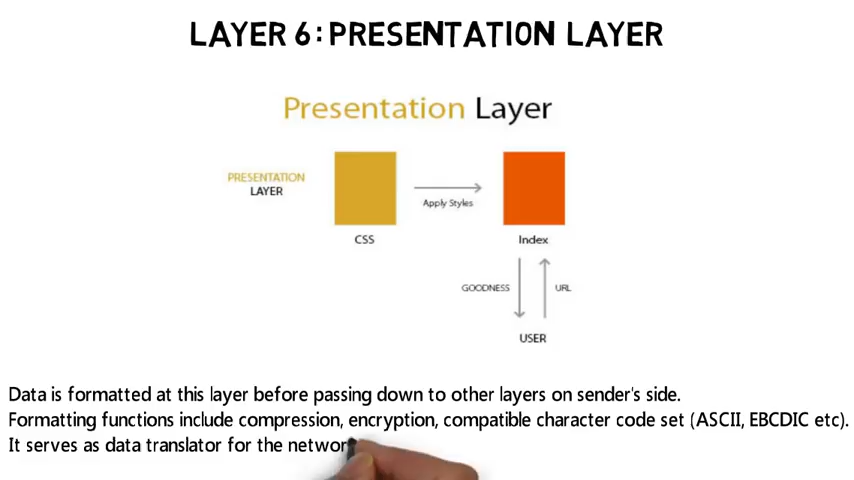 LAYER 6: PRESENTATION LAYER
Presentation Layer
PRESENTATION
LAYER
Apply Styles
CSS
Index
GOODNESS
URL
USER
Data is formatted at this layer before passing down to other layers on sender's side.
Formatting functions include compression, encryption, compatible character code set (ASCII, EBCDIC etc).
It serves as data translator for the networ